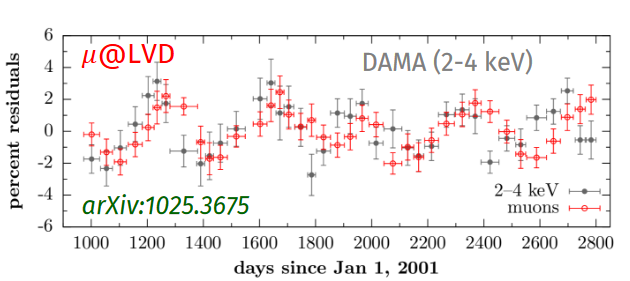 6
4
2
0
-2
-4
-6
percent residuals
μ@LVD
DAMA (2-4 keV)
arXiv:1025.3675
2–4 keV
muons
1000 1200 1400 1600 1800 2000 2200 2400 2600 2800
days since Jan 1, 2001